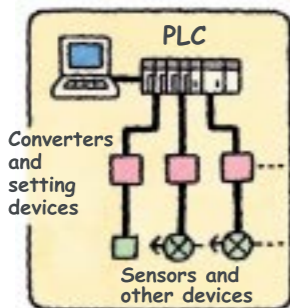 PLC
Converters
and
setting
devices
Sensors and
other devices